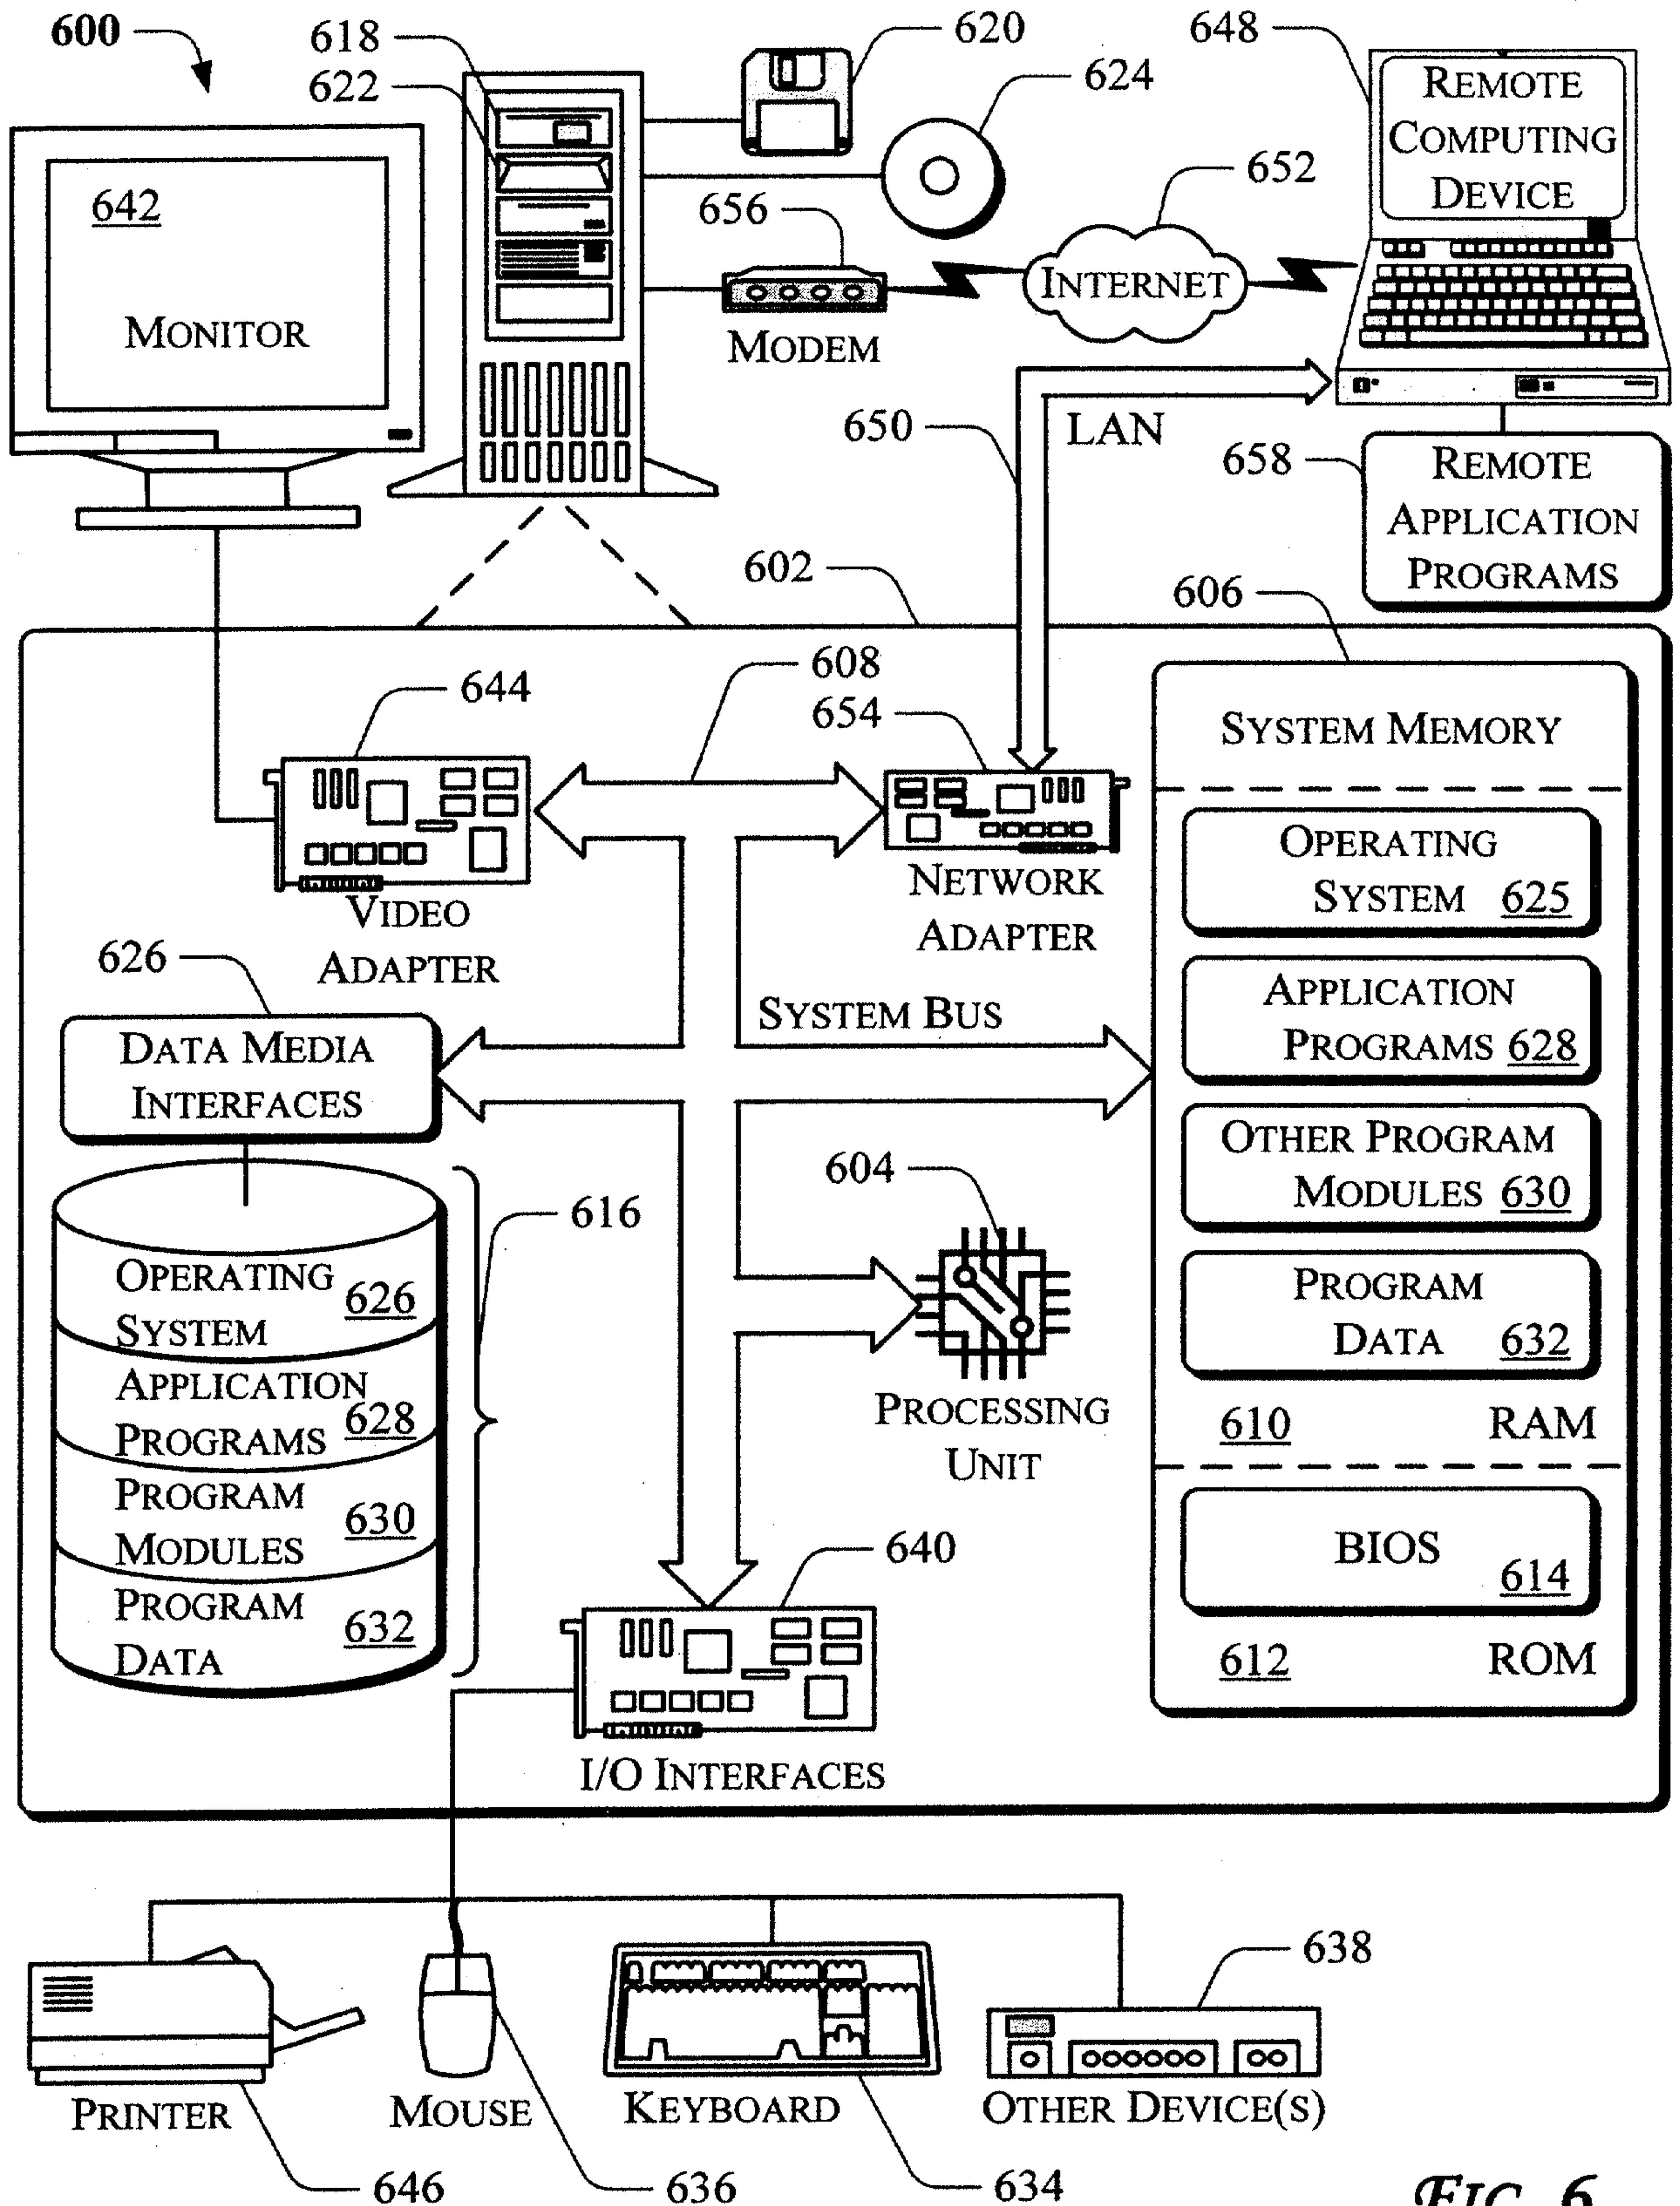 600
618
622
620
624
648
REMOTE
COMPUTING
DEVICE
642
MONITOR
656
MODEM
652
INTERNET
650
LAN
658
REMOTE
APPLICATION
PROGRAMS
602
606
608
644
654
SYSTEM MEMORY
VIDEO
ADAPTER
NETWORK
ADAPTER
OPERATING
SYSTEM 625
626
DATA MEDIA
INTERFACES
SYSTEM BUS
APPLICATION
PROGRAMS 628
OTHER PROGRAM
MODULES 630
604
PROCESSING
UNIT
616
OPERATING
SYSTEM 626
APPLICATION
PROGRAMS 628
PROGRAM
MODULES 630
PROGRAM
DATA 632
PROGRAM
DATA 632
610 RAM
BIOS
614
612 ROM
640
I/O INTERFACES
638
PRINTER
MOUSE
KEYBOARD
OTHER DEVICE(S)
646
636
634
FIG. 6